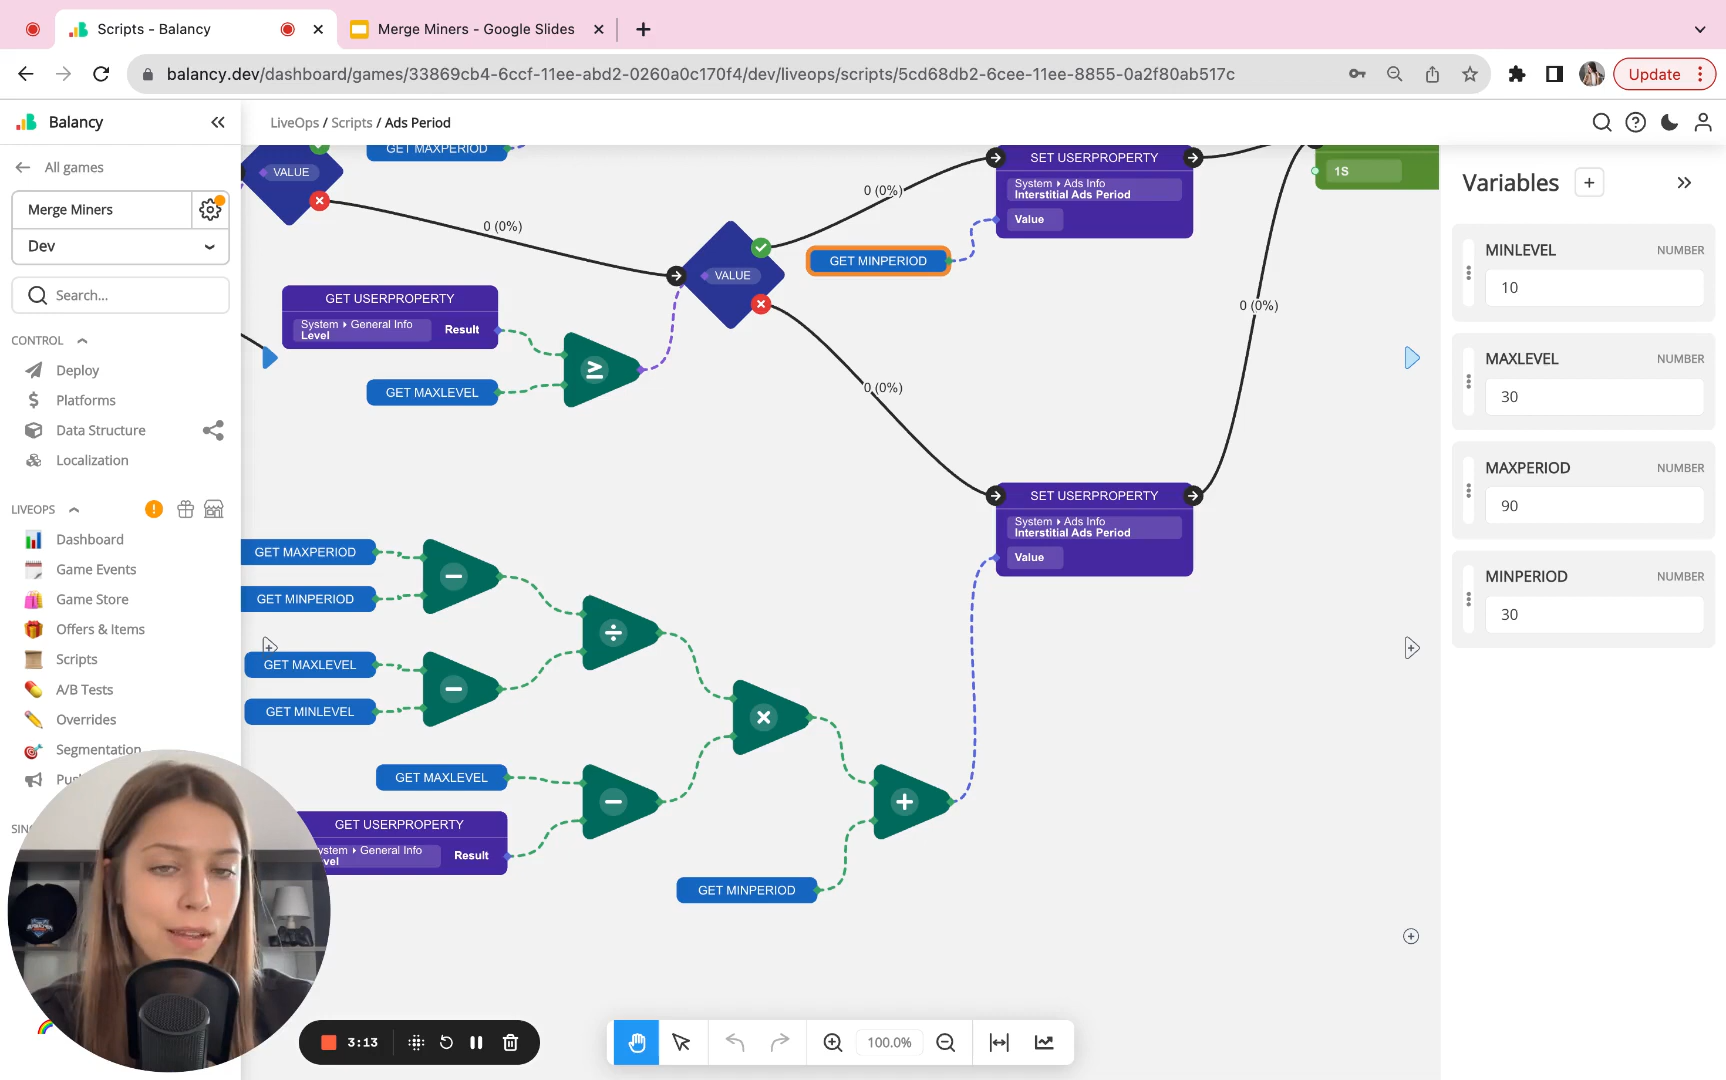 Scripts - Balancy
Merge Miners - Google Slides
balancy.dev/dashboard/games/33869cb4-6ccf-11ee-abd2-0260a0c170f4/dev/liveops/scripts/5cd68db2-6cee-11ee-8855-0a2f80ab517c
Update
Balancy
LiveOps / Scripts / Ads Period
All games
Merge Miners
Dev
Search...
CONTROL
Deploy
Platforms
Data Structure
Localization
LIVEOPS
Dashboard
Game Events
Game Store
Offers & Items
Scripts
A/B Tests
Overrides
Segmentation
GET MAXPERIOD
VALUE
0 (0%)
0 (0%)
SET USERPROPERTY
System ▸ Ads Info
Interstitial Ads Period
Value
1S
GET MINPERIOD
VALUE
GET USERPROPERTY
System ▸ General Info
Level
Result
≥
GET MAXLEVEL
0 (0%)
0 (0%)
SET USERPROPERTY
System ▸ Ads Info
Interstitial Ads Period
Value
GET MAXPERIOD
GET MINPERIOD
−
÷
GET MAXLEVEL
GET MINLEVEL
−
×
GET MAXLEVEL
−
+
GET USERPROPERTY
ystem ▸ General Info
vel
Result
GET MINPERIOD
3:13
100.0%
Variables
MINLEVEL
NUMBER
10
MAXLEVEL
NUMBER
30
MAXPERIOD
NUMBER
90
MINPERIOD
NUMBER
30